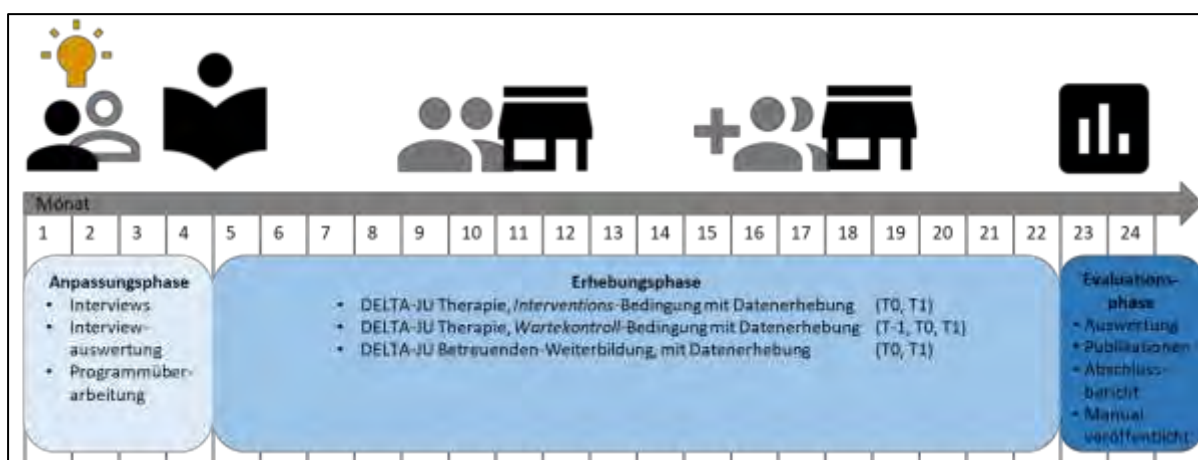 Monat
1 2 3 4 5 6 7 8 9 10 11 12 13 14 15 16 17 18 19 20 21 22 23 24
Anpassungsphase
• Interviews
• Interview-
auswertung
• Programmüber-
arbeitung
Erhebungsphase
• DELTA-JU Therapie, Interventions-Bedingung mit Datenerhebung (T0, T1)
• DELTA-JU Therapie, Wartekontroll-Bedingung mit Datenerhebung (T-1, T0, T1)
• DELTA-JU Betreuenden-Weiterbildung, mit Datenerhebung (T0, T1)
Evaluations-
phase
• Auswertung
• Publikationen
• Abschluss-
bericht
• Manual
veröffentlicht